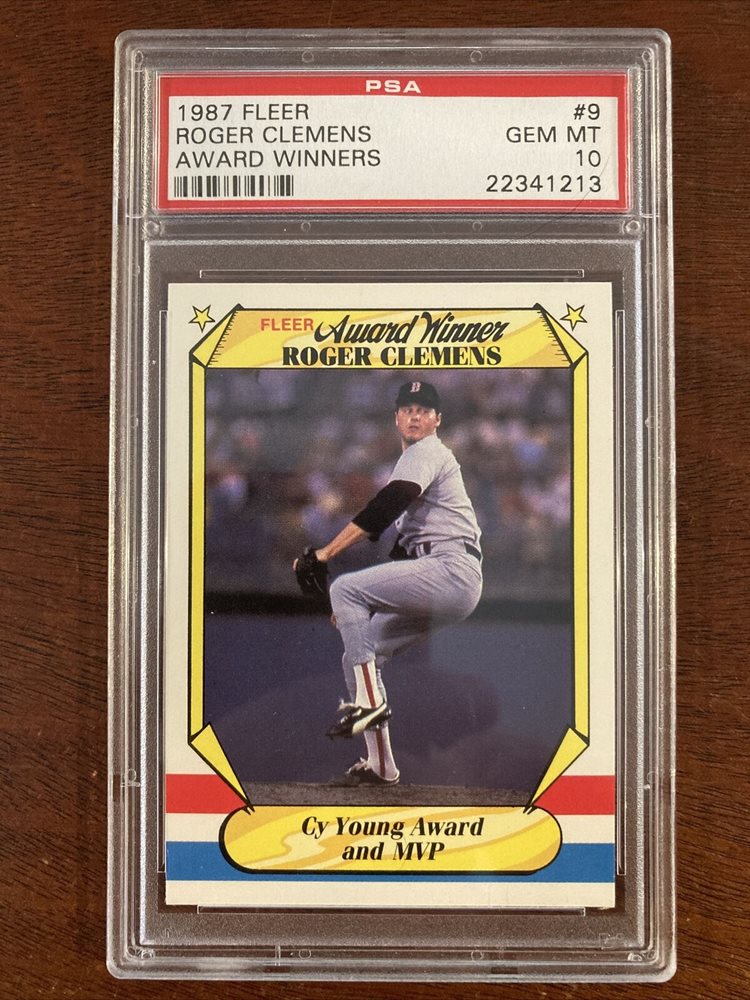 PSA
1987 FLEER #9
ROGER CLEMENS GEM MT
AWARD WINNERS 10
22341213
FLEER Award Winner
ROGER CLEMENS
B
Cy Young Award
and MVP